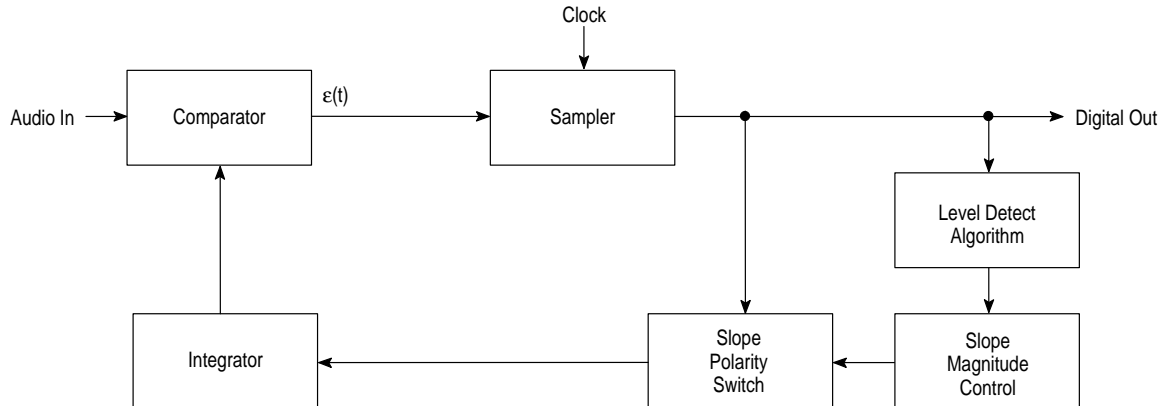 Clock
Audio In
Comparator
ε(t)
Sampler
Digital Out
Level Detect
Algorithm
Integrator
Slope
Polarity
Switch
Slope
Magnitude
Control